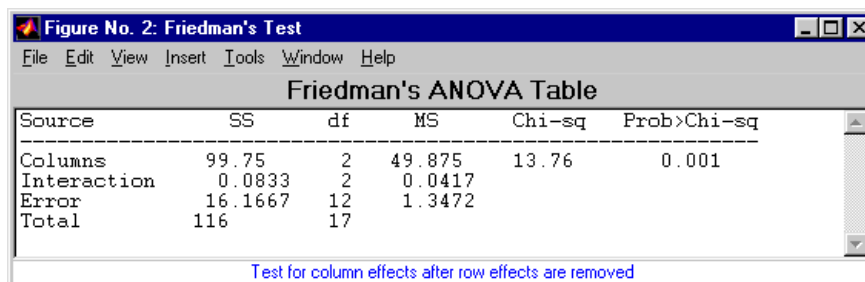 Figure No. 2: Friedman's Test
File Edit View Insert Tools Window Help
Friedman's ANOVA Table
Source SS df MS Chi-sq Prob>Chi-sq
Columns 99.75 2 49.875 13.76 0.001
Interaction 0.0833 2 0.0417
Error 16.1667 12 1.3472
Total 116 17
Test for column effects after row effects are removed